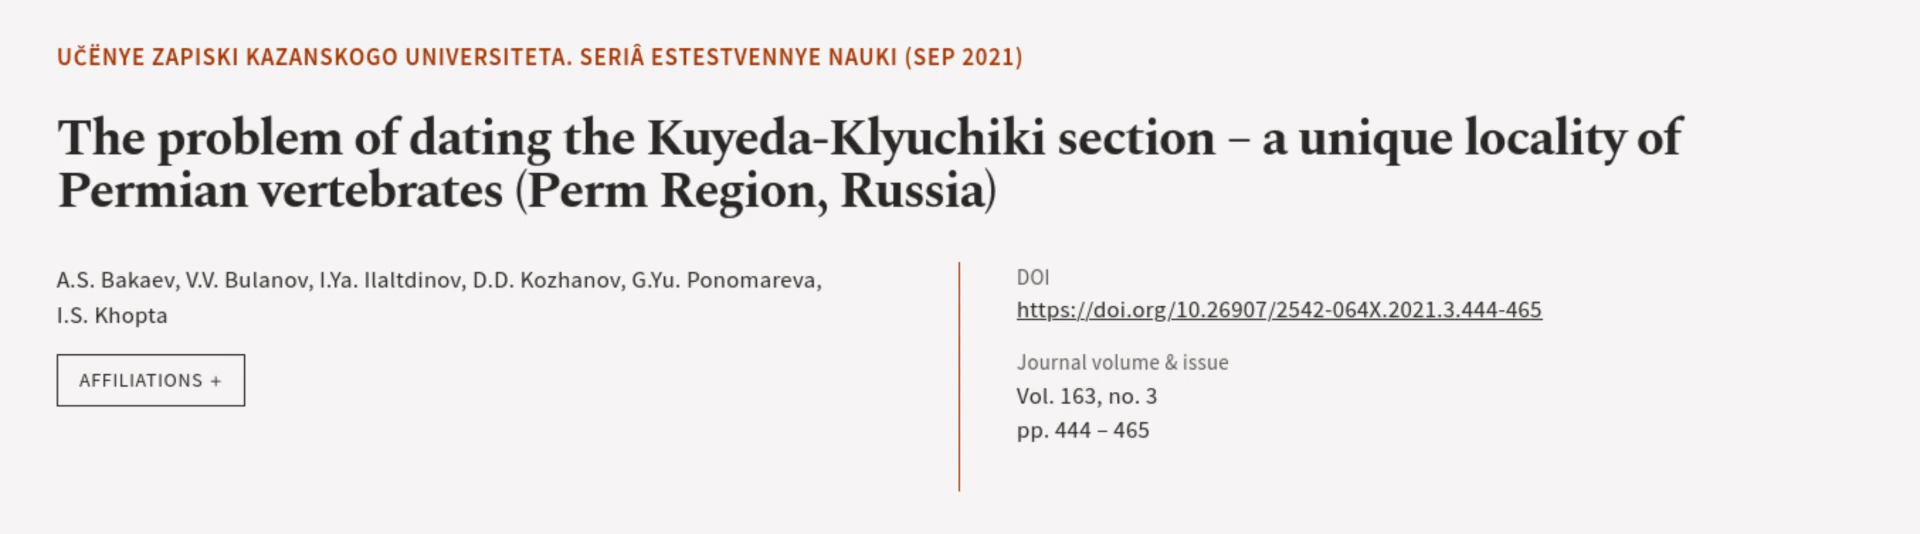 UČËNYE ZAPISKI KAZANSKOGO UNIVERSITETA. SERIÂ ESTESTVENNYE NAUKI (SEP 2021)
The problem of dating the Kuyeda-Klyuchiki section – a unique locality of
Permian vertebrates (Perm Region, Russia)
A.S. Bakaev, V.V. Bulanov, I.Ya. Ilaltdinov, D.D. Kozhanov, G.Yu. Ponomareva,
I.S. Khopta
AFFILIATIONS +
DOI
https://doi.org/10.26907/2542-064X.2021.3.444-465
Journal volume & issue
Vol. 163, no. 3
pp. 444 – 465